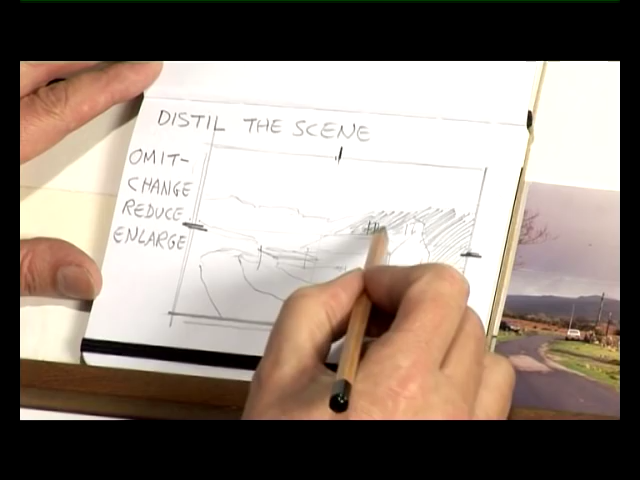 DISTIL THE SCENE
OMIT-
CHANGE
REDUCE
ENLARGE